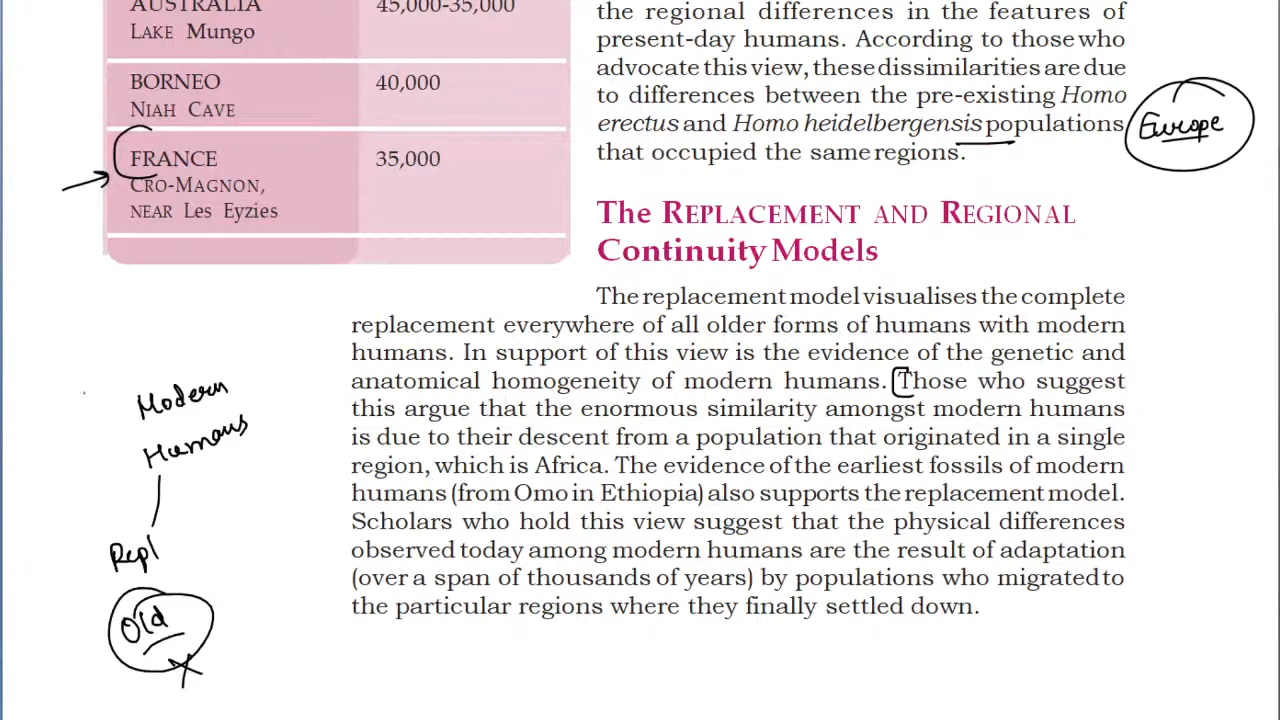 AUSTRALIA 45,000-35,000
LAKE Mungo
BORNEO 40,000
NIAH CAVE
FRANCE 35,000
CRO-MAGNON,
NEAR Les Eyzies
the regional differences in the features of
present-day humans. According to those who
advocate this view, these dissimilarities are due
to differences between the pre-existing Homo
erectus and Homo heidelbergensis populations
that occupied the same regions.
Europe
The REPLACEMENT AND REGIONAL
Continuity Models
The replacement model visualises the complete
replacement everywhere of all older forms of humans with modern
humans. In support of this view is the evidence of the genetic and
anatomical homogeneity of modern humans. Those who suggest
this argue that the enormous similarity amongst modern humans
is due to their descent from a population that originated in a single
region, which is Africa. The evidence of the earliest fossils of modern
humans (from Omo in Ethiopia) also supports the replacement model.
Scholars who hold this view suggest that the physical differences
observed today among modern humans are the result of adaptation
(over a span of thousands of years) by populations who migrated to
the particular regions where they finally settled down.
Modern
Humans
Repl
Old